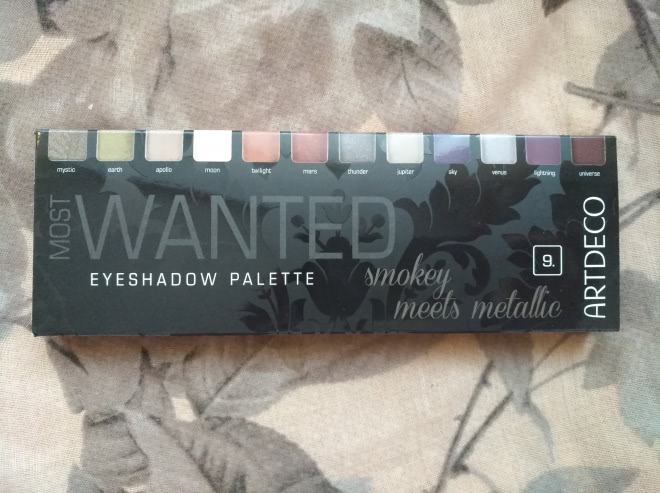 mystic earth apollo moon twilight mars thunder jupiter sky venus lightning universe
MOST
WANTED
EYESHADOW PALETTE
smokey
meets metallic
9.
ARTDECO